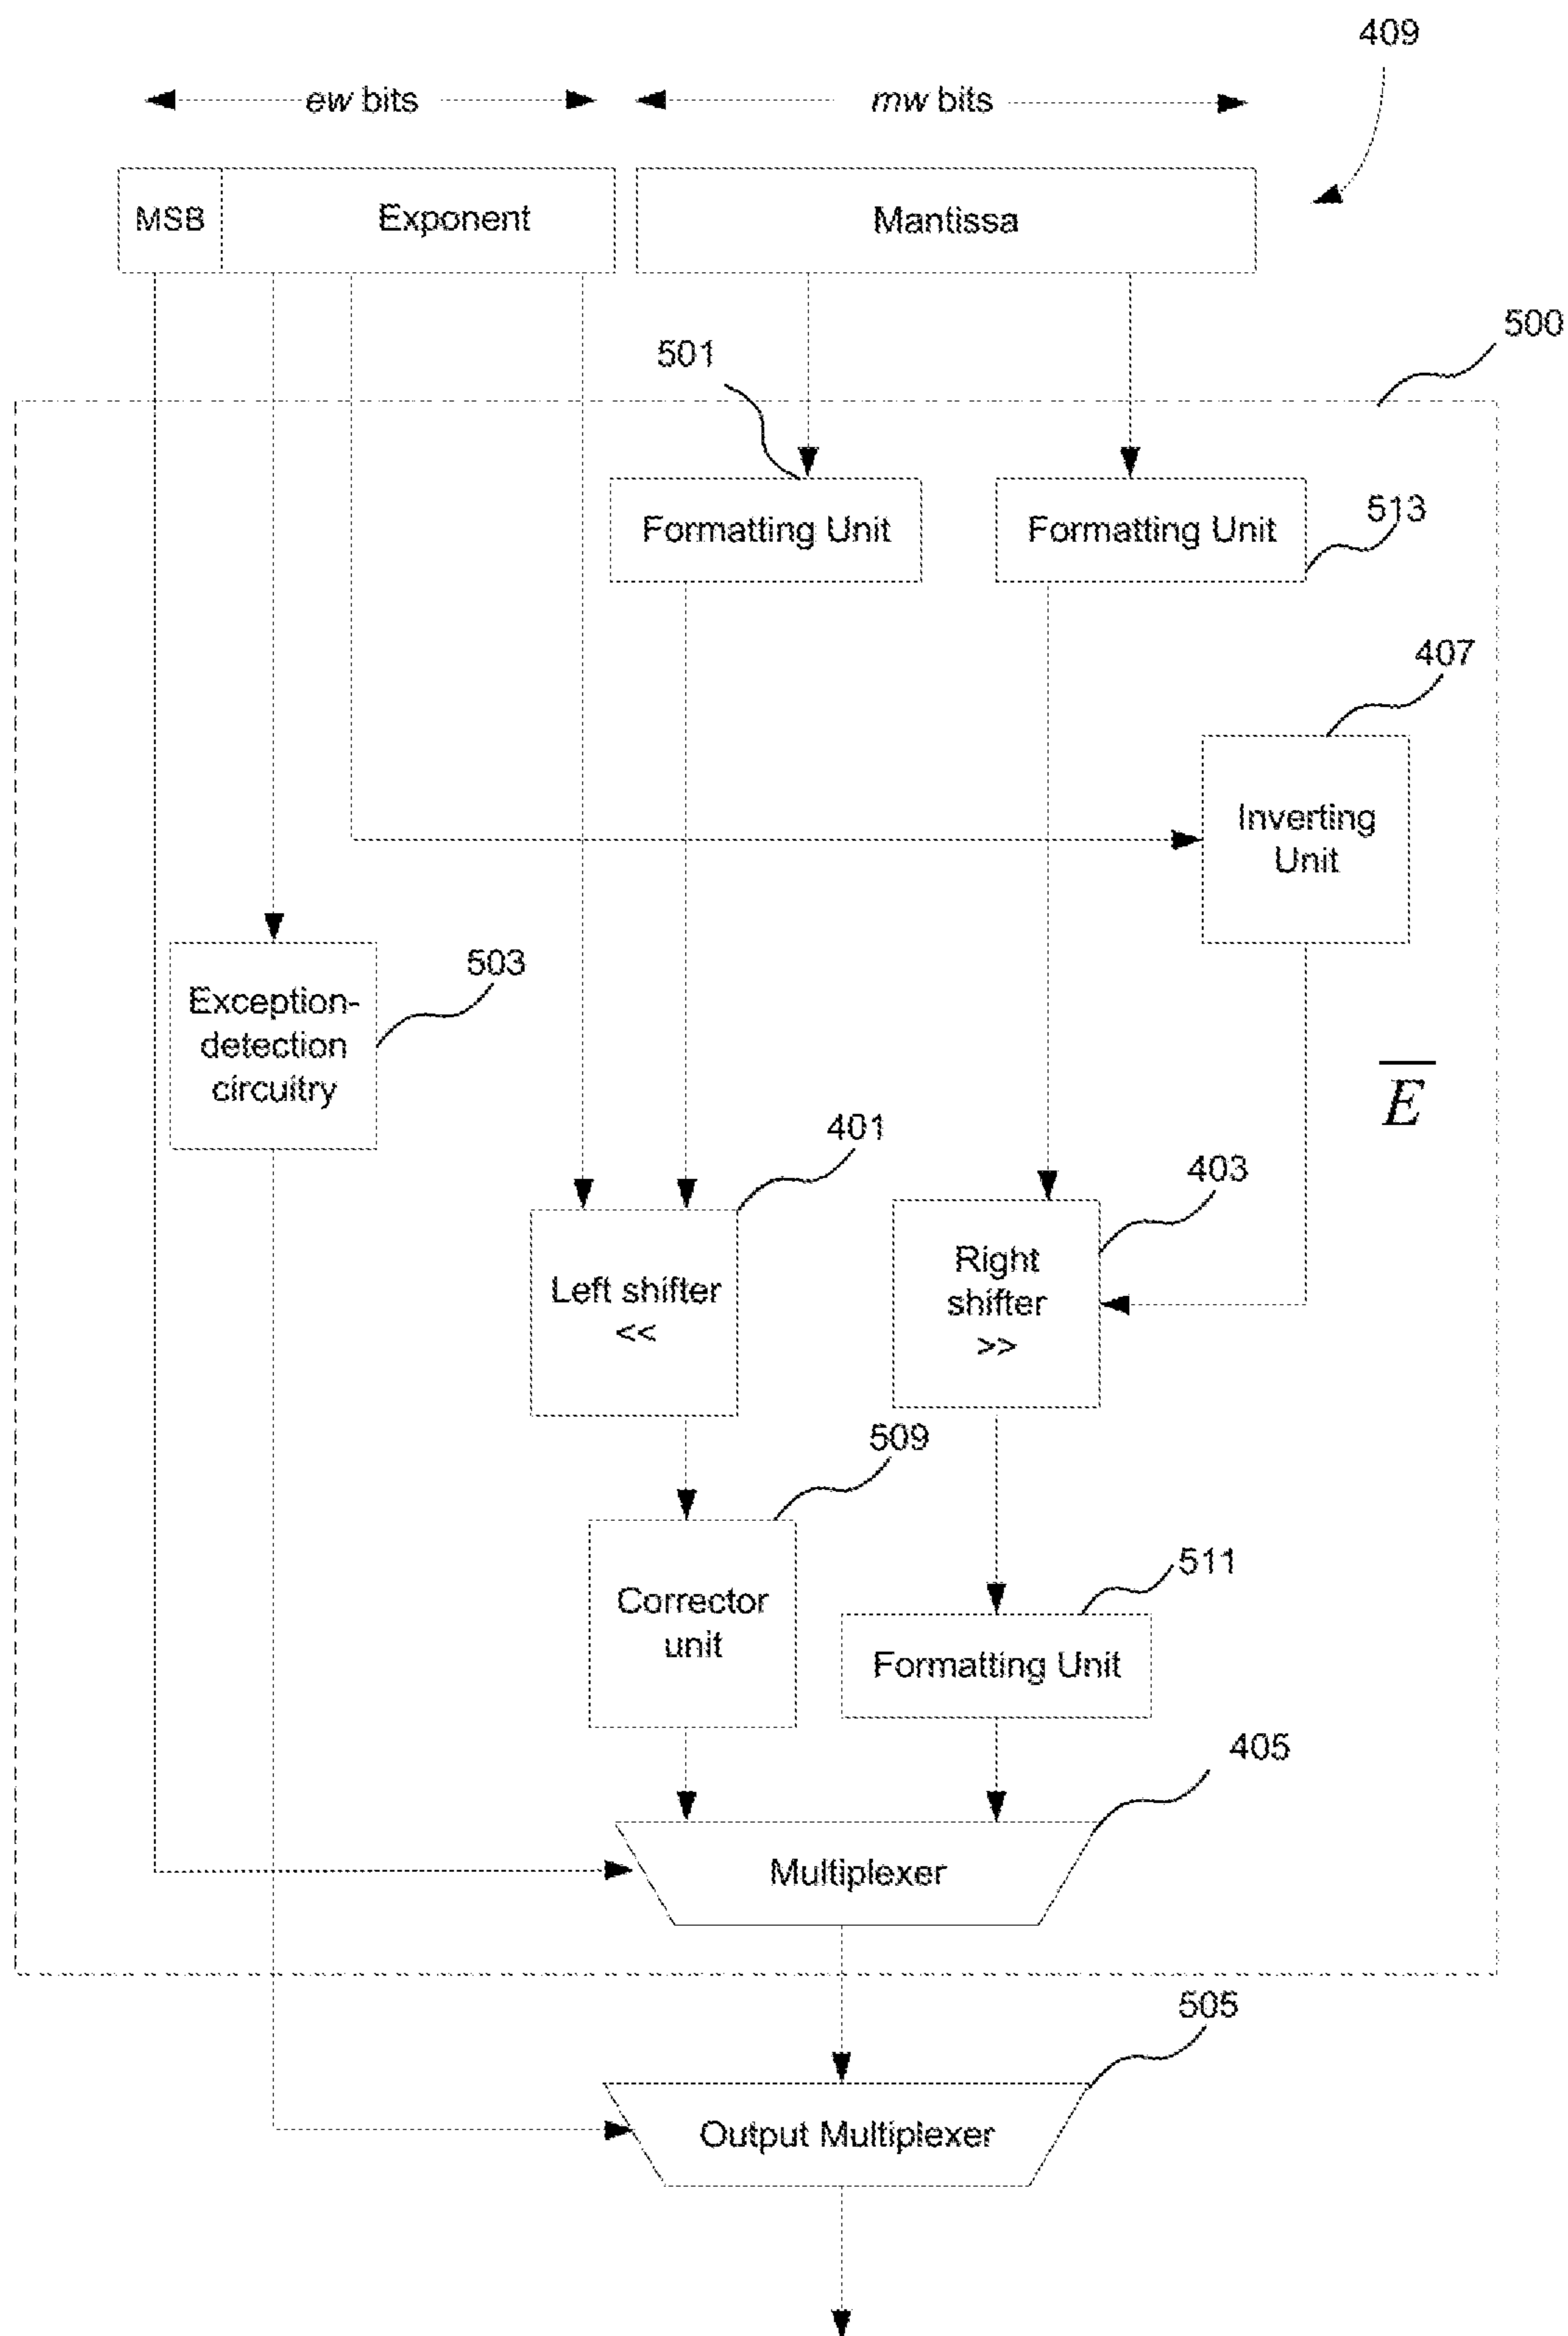 409
ew bits
mw bits
MSB
Exponent
Mantissa
500
501
Formatting Unit
Formatting Unit
513
407
Inverting
Unit
503
Exception-
detection
circuitry
E̅
401
403
Left shifter
<<
Right
shifter
>>
509
Corrector
unit
511
Formatting Unit
405
Multiplexer
505
Output Multiplexer